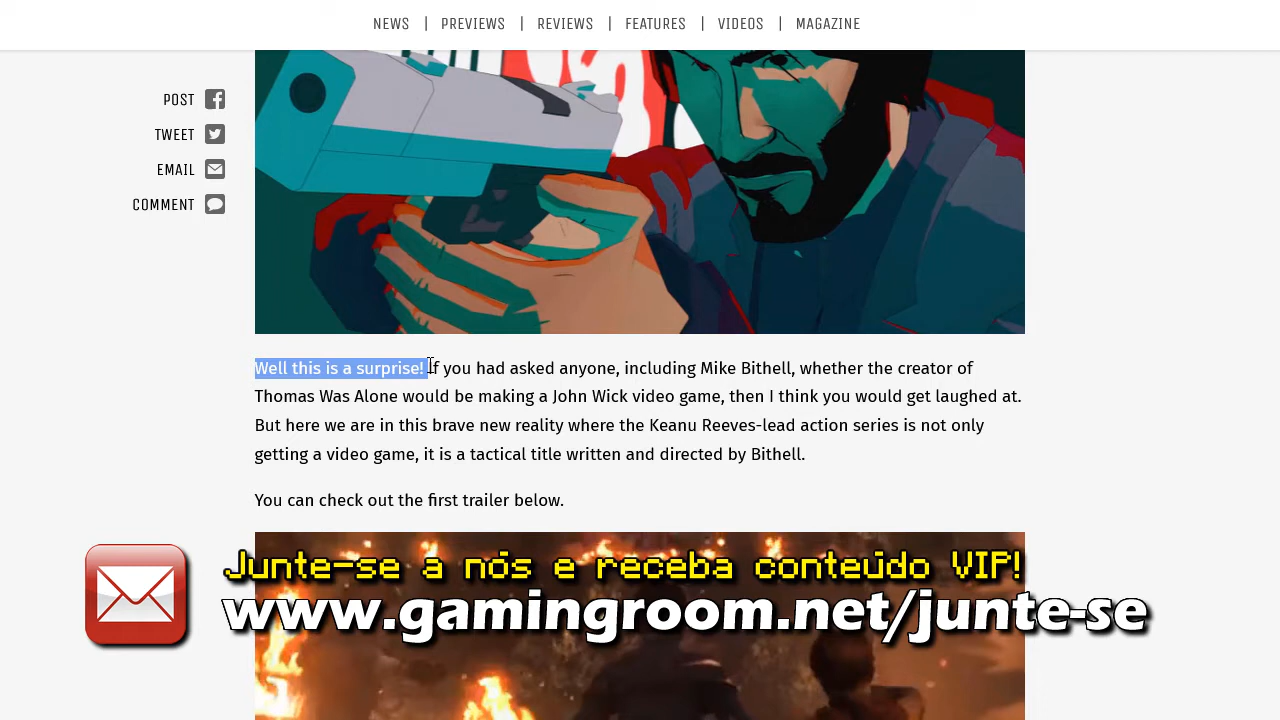 NEWS | PREVIEWS | REVIEWS | FEATURES | VIDEOS | MAGAZINE
POST
TWEET
EMAIL
COMMENT
Well this is a surprise! If you had asked anyone, including Mike Bithell, whether the creator of
Thomas Was Alone would be making a John Wick video game, then I think you would get laughed at.
But here we are in this brave new reality where the Keanu Reeves-lead action series is not only
getting a video game, it is a tactical title written and directed by Bithell.
You can check out the first trailer below.
Junte-se a nós e receba conteúdo VIP!
www.gamingroom.net/junte-se